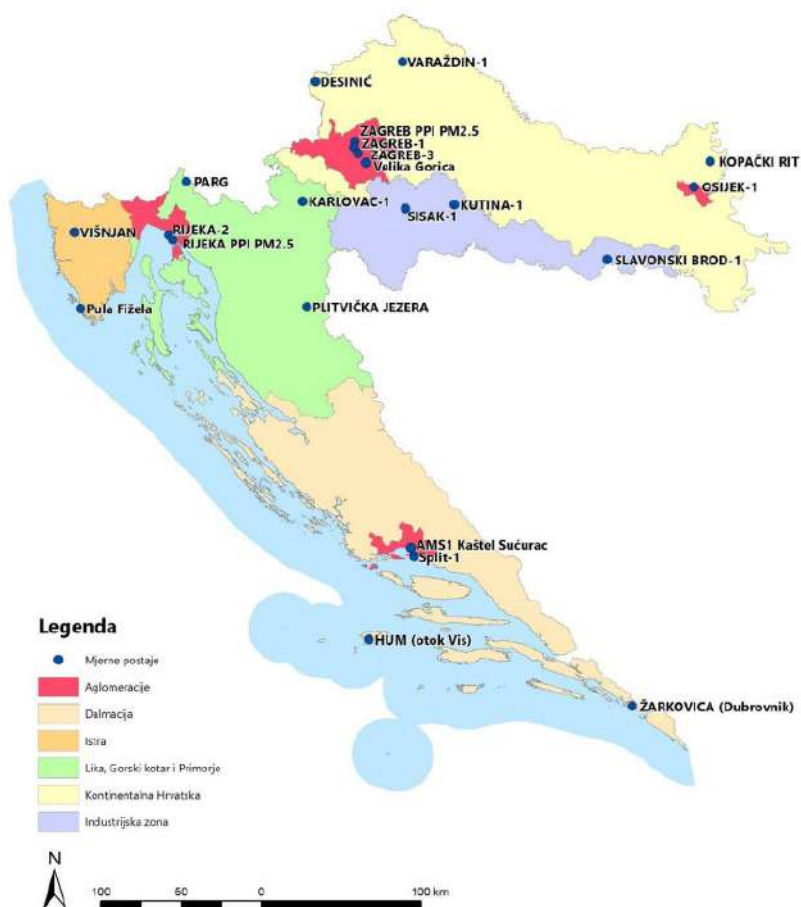 VARAŽDIN-1
DESINIĆ
ZAGREB PPI PM2.5
ZAGREB-1
ZAGREB-3
Velika Gorica
KOPAČKI RIT
OSIJEK-1
PARG
KARLOVAC-1
KUTINA-1
SISAK-1
VIŠNJAN
RIJEKA-2
RIJEKA PPI PM2.5
SLAVONSKI BROD-1
Pula Fižela
PLITVIČKA JEZERA
AMS1 Kaštel Sućurac
Split-1
HUM (otok Vis)
ŽARKOVICA (Dubrovnik)
Legenda
Mjerne postaje
Aglomeracije
Dalmacija
Istra
Lika, Gorski kotar i Primorje
Kontinentalna Hrvatska
Industrijska zona
N
100 50 0 100 km